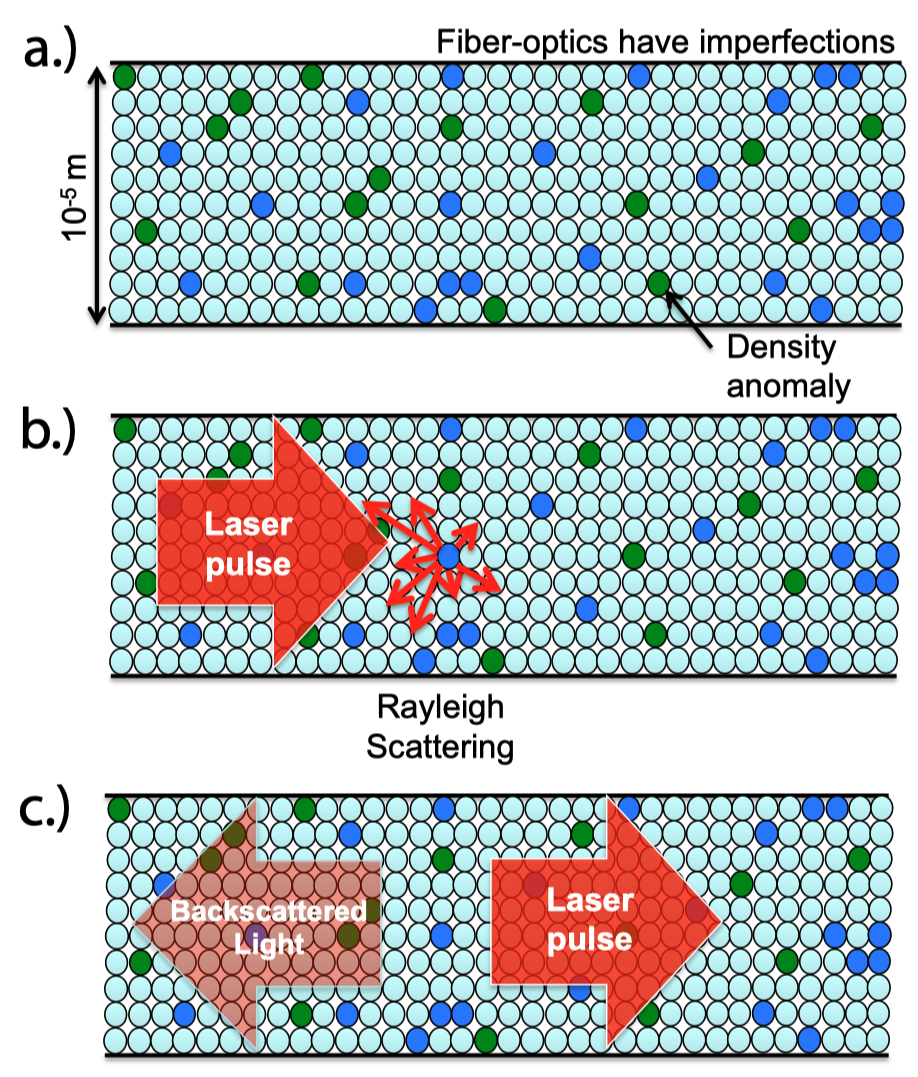 a.)
Fiber-optics have imperfections
10⁻⁵ m
Density
anomaly
b.)
Laser
pulse
Rayleigh
Scattering
c.)
Backscattered
Light
Laser
pulse